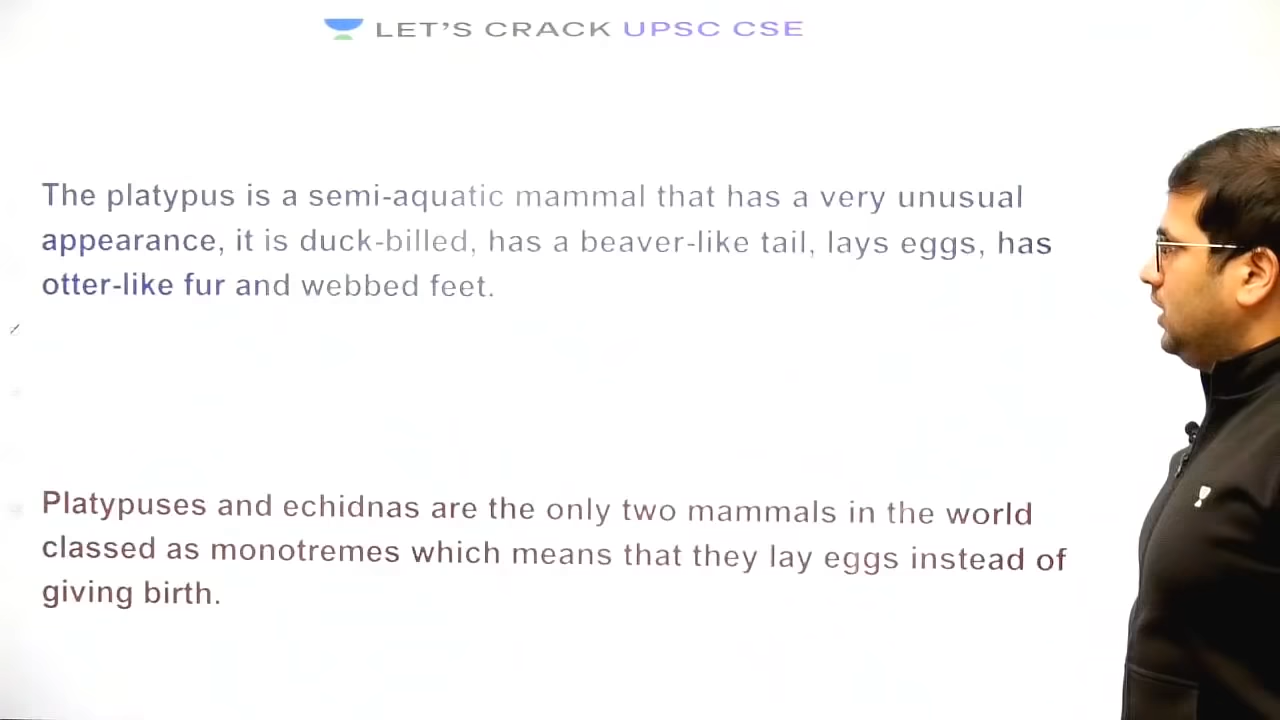 LET'S CRACK UPSC CSE
The platypus is a semi-aquatic mammal that has a very unusual
appearance, it is duck-billed, has a beaver-like tail, lays eggs, has
otter-like fur and webbed feet.
Platypuses and echidnas are the only two mammals in the world
classed as monotremes which means that they lay eggs instead of
giving birth.